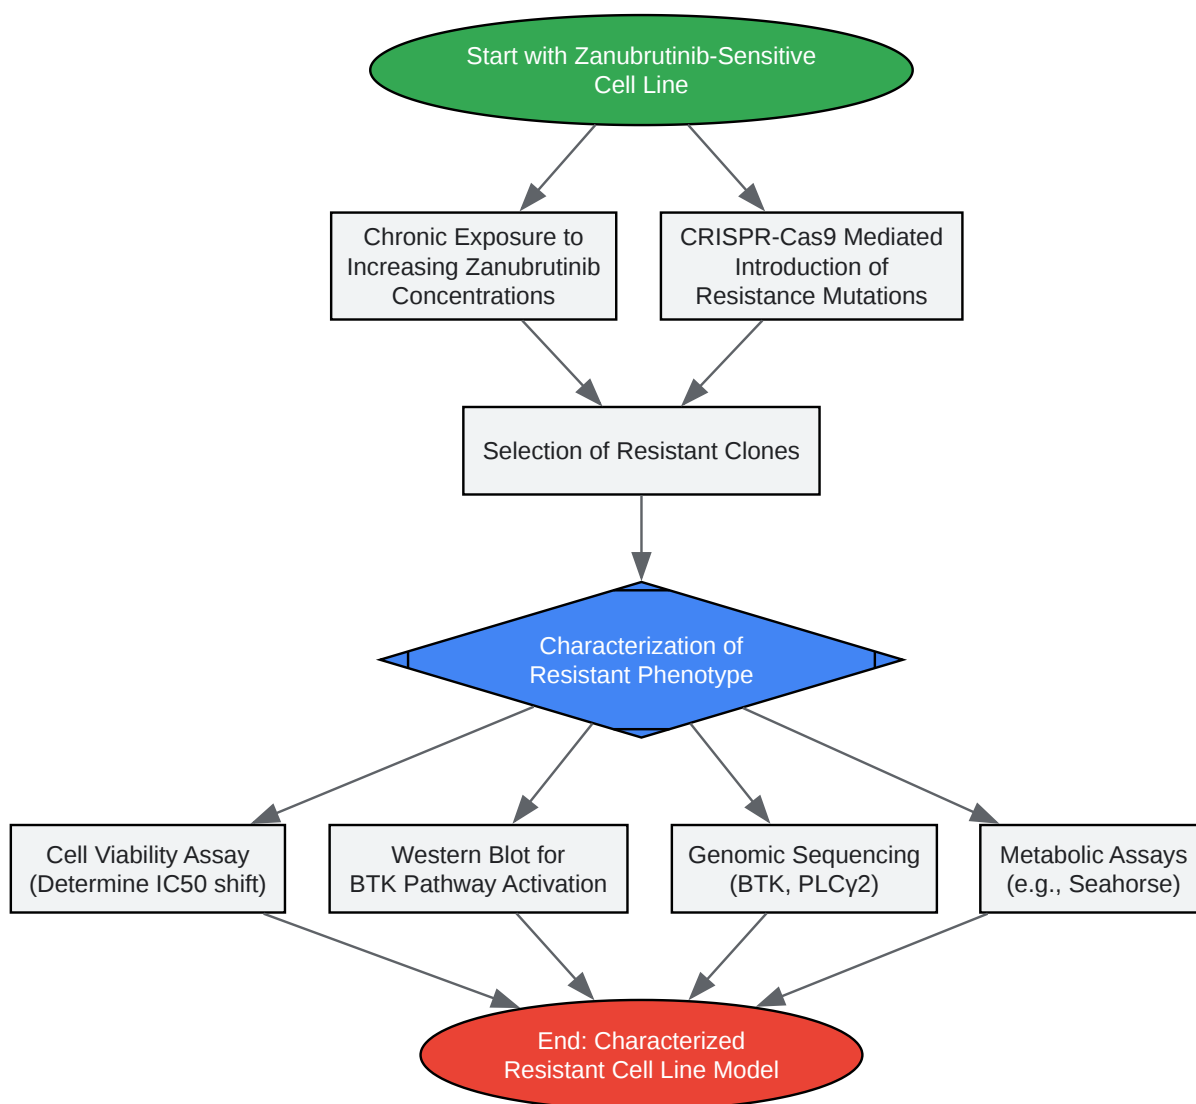 Start with Zanubrutinib-Sensitive
Cell Line
Chronic Exposure to
Increasing Zanubrutinib
Concentrations
CRISPR-Cas9 Mediated
Introduction of
Resistance Mutations
Selection of Resistant Clones
Characterization of
Resistant Phenotype
Cell Viability Assay
(Determine IC50 shift)
Western Blot for
BTK Pathway Activation
Genomic Sequencing
(BTK, PLCγ2)
Metabolic Assays
(e.g., Seahorse)
End: Characterized
Resistant Cell Line Model